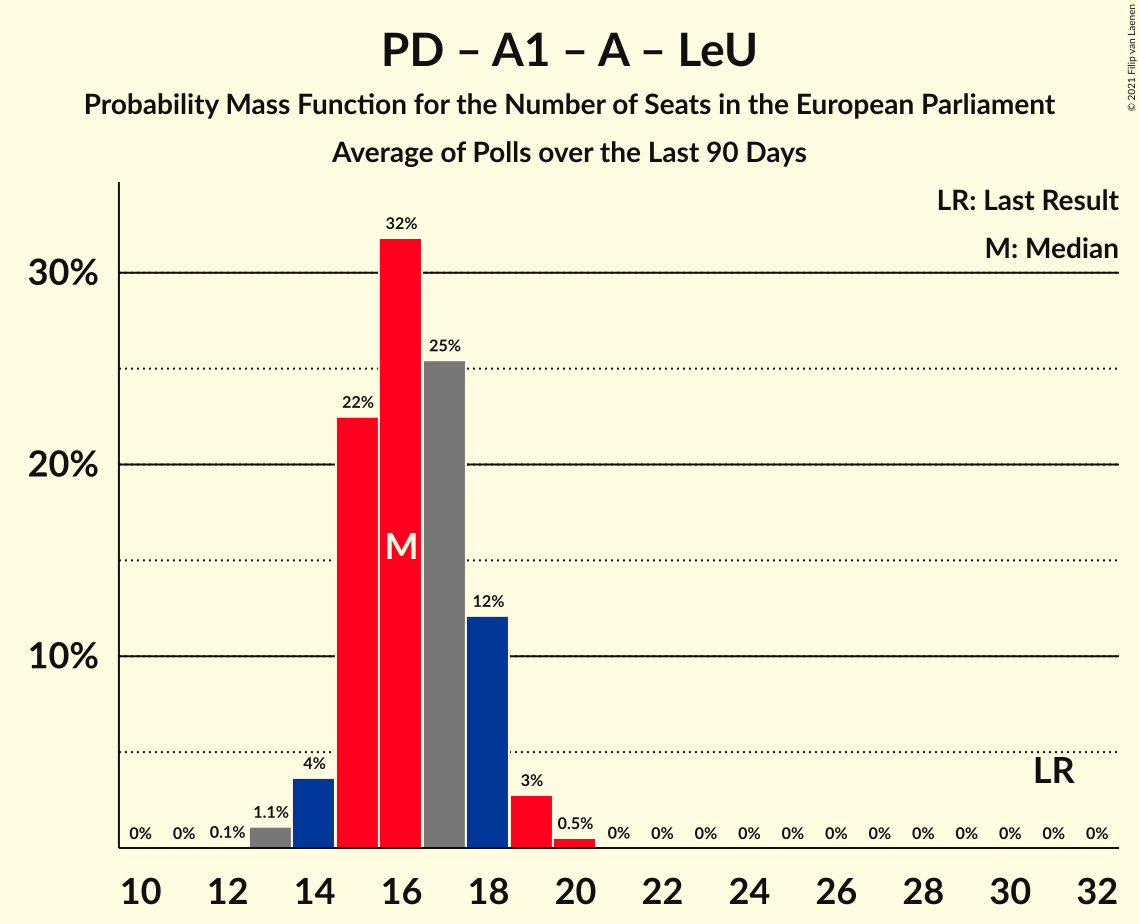 PD – A1 – A – LeU
Probability Mass Function for the Number of Seats in the European Parliament
Average of Polls over the Last 90 Days
© 2021 Filip van Laenen
LR: Last Result
M: Median
30%
20%
10%
0% 0% 0.1% 1.1% 4% 22% 32% 25% 12% 3% 0.5% 0% 0% 0% 0% 0% 0% 0% 0% 0% 0% 0% 0%
M
LR
10 12 14 16 18 20 22 24 26 28 30 32